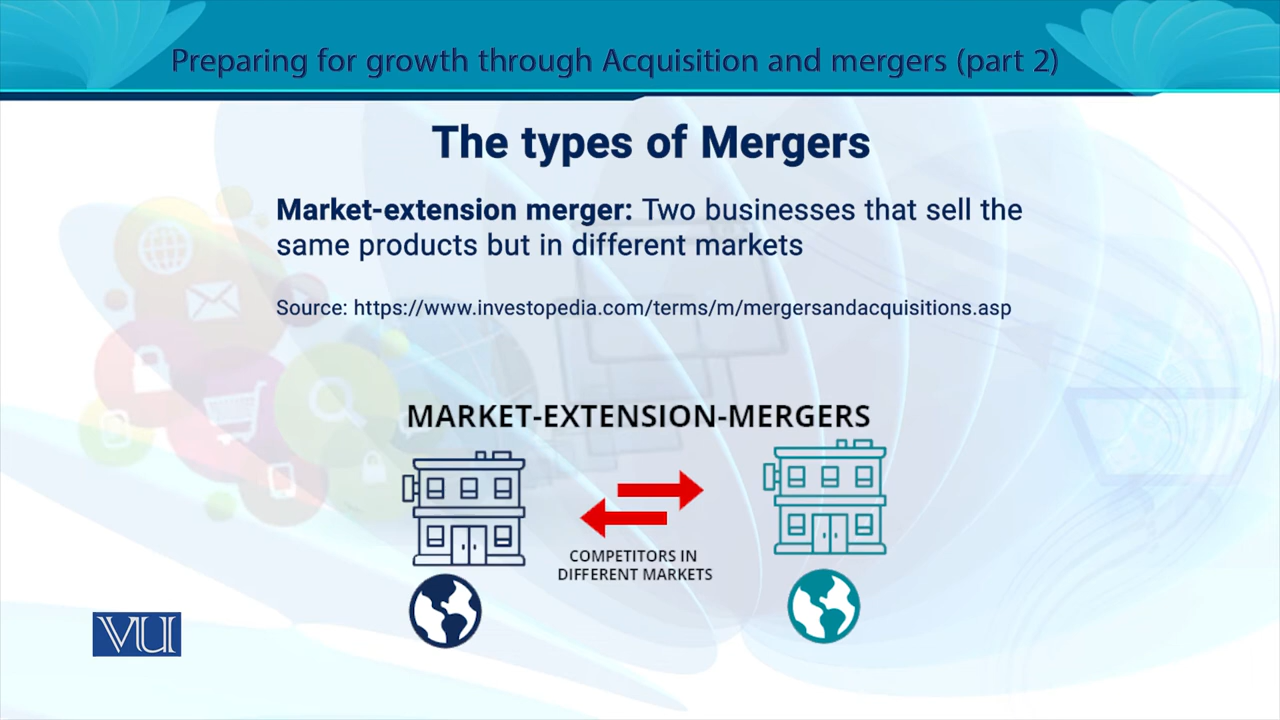 Preparing for growth through Acquisition and mergers (part 2)
The types of Mergers
Market-extension merger: Two businesses that sell the
same products but in different markets
Source: https://www.investopedia.com/terms/m/mergersandacquisitions.asp
MARKET-EXTENSION-MERGERS
COMPETITORS IN
DIFFERENT MARKETS
VU